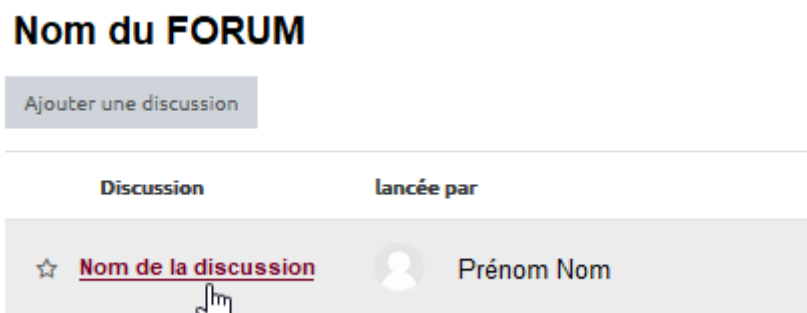 Nom du FORUM
Ajouter une discussion
Discussion lancée par
Nom de la discussion Prénom Nom